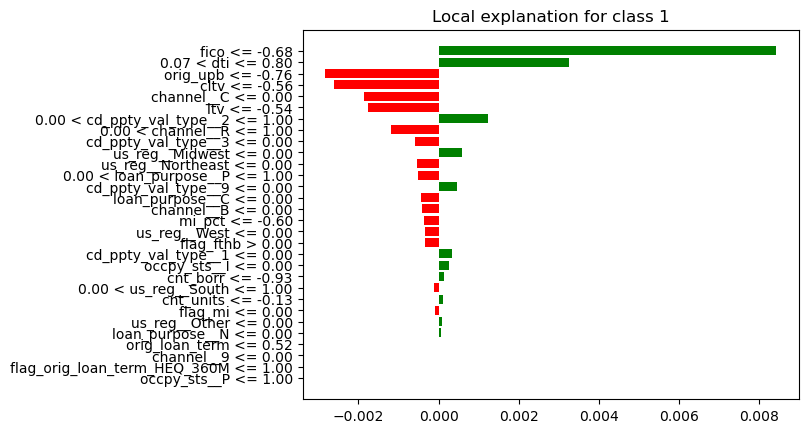 Local explanation for class 1
fico <= -0.68
0.07 < dti <= 0.80
orig_upb <= -0.76
cltv <= -0.56
channel__C <= 0.00
ltv <= -0.54
0.00 < cd_ppty_val_type__2 <= 1.00
0.00 < channel__R <= 1.00
cd_ppty_val_type__3 <= 0.00
us_reg__Midwest <= 0.00
us_reg__Northeast <= 0.00
0.00 < loan_purpose__P <= 1.00
cd_ppty_val_type__9 <= 0.00
loan_purpose__C <= 0.00
channel__B <= 0.00
mi_pct <= -0.60
us_reg__West <= 0.00
flag_fthb > 0.00
cd_ppty_val_type__1 <= 0.00
occpy_sts__I <= 0.00
cnt_borr <= -0.93
0.00 < us_reg__South <= 1.00
cnt_units <= -0.13
flag_mi <= 0.00
us_reg__Other <= 0.00
loan_purpose__N <= 0.00
orig_loan_term <= 0.52
channel__9 <= 0.00
flag_orig_loan_term_HEQ_360M <= 1.00
occpy_sts__P <= 1.00
−0.002 0.000 0.002 0.004 0.006 0.008